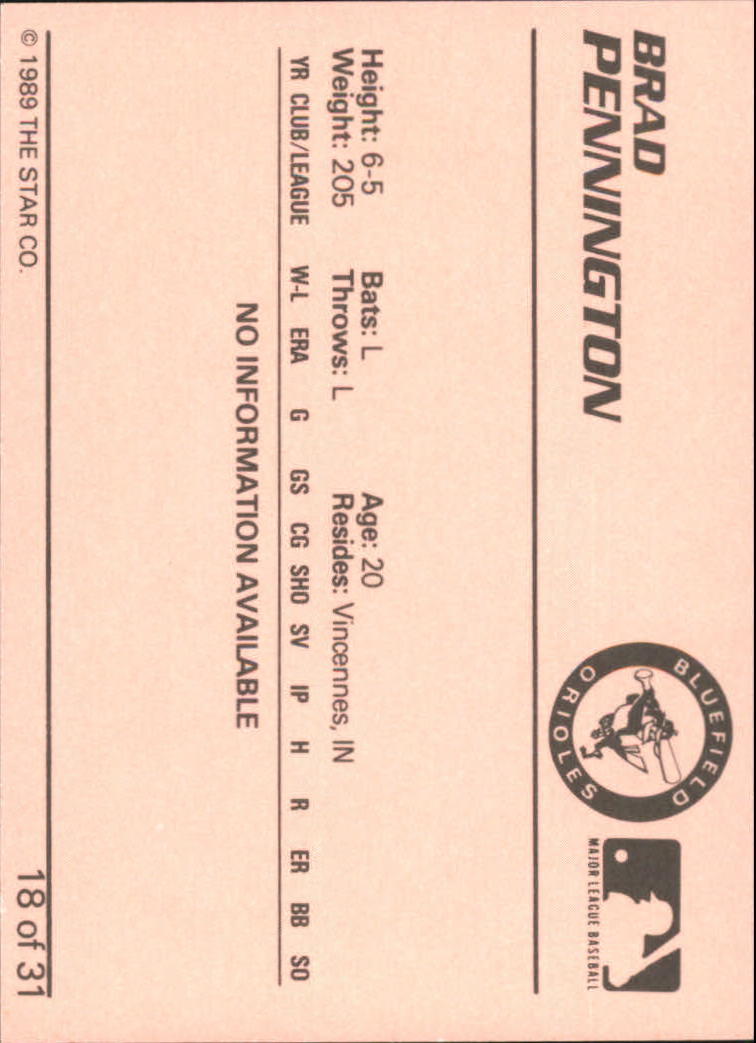 BRAD
PENNINGTON
BLUEFIELD
ORIOLES
MAJOR LEAGUE BASEBALL
Height: 6-5 Bats: L Age: 20
Weight: 205 Throws: L Resides: Vincennes, IN
YR CLUB/LEAGUE W-L ERA G GS CG SHO SV IP H R ER BB SO
NO INFORMATION AVAILABLE
© 1989 THE STAR CO.
18 of 31